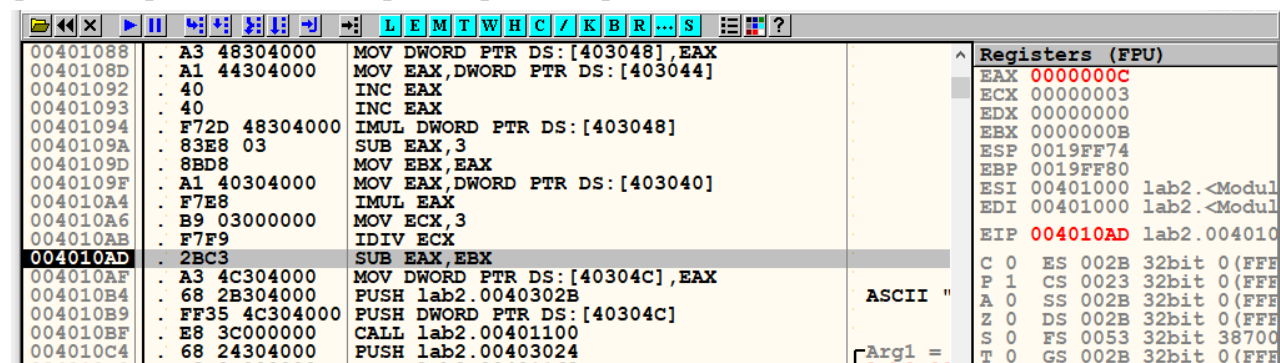 L E M T W H C / K B R ... S ?
00401088 . A3 48304000 MOV DWORD PTR DS:[403048],EAX
0040108D . A1 44304000 MOV EAX,DWORD PTR DS:[403044]
00401092 . 40 INC EAX
00401093 . 40 INC EAX
00401094 . F72D 48304000 IMUL DWORD PTR DS:[403048]
0040109A . 83E8 03 SUB EAX,3
0040109D . 8BD8 MOV EBX,EAX
0040109F . A1 40304000 MOV EAX,DWORD PTR DS:[403040]
004010A4 . F7E8 IMUL EAX
004010A6 . B9 03000000 MOV ECX,3
004010AB . F7F9 IDIV ECX
004010AD . 2BC3 SUB EAX,EBX
004010AF . A3 4C304000 MOV DWORD PTR DS:[40304C],EAX
004010B4 . 68 2B304000 PUSH lab2.0040302B ASCII "
004010B9 . FF35 4C304000 PUSH DWORD PTR DS:[40304C]
004010BF . E8 3C000000 CALL lab2.00401100
004010C4 . 68 24304000 PUSH lab2.00403024 Arg1 =
Registers (FPU)
EAX 0000000C
ECX 00000003
EDX 00000000
EBX 0000000B
ESP 0019FF74
EBP 0019FF80
ESI 00401000 lab2.<Modul
EDI 00401000 lab2.<Modul
EIP 004010AD lab2.004010
C 0 ES 002B 32bit 0(FFF
P 1 CS 0023 32bit 0(FFF
A 0 SS 002B 32bit 0(FFF
Z 0 DS 002B 32bit 0(FFF
S 0 FS 0053 32bit 38700
T 0 GS 002B 32bit 0(FFF